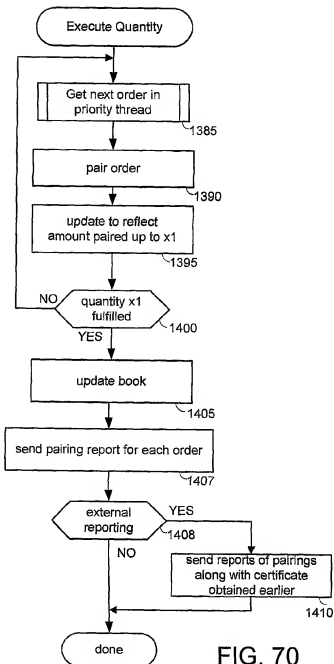 Execute Quantity
Get next order in
priority thread
1385
pair order
1390
update to reflect
amount paired up to x1
1395
NO
quantity x1
fulfilled
1400
YES
update book
1405
send pairing report for each order
1407
external
reporting
YES
1408
NO
send reports of pairings
along with certificate
obtained earlier
1410
done
FIG. 70